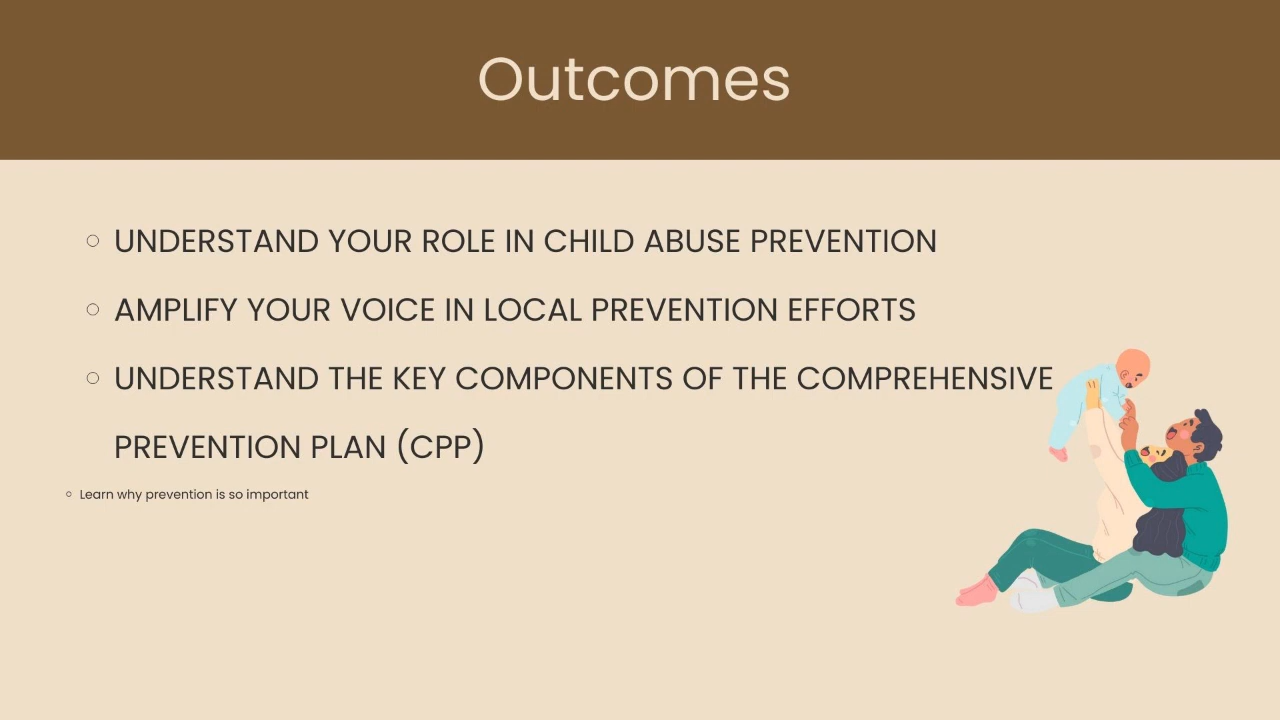 Outcomes
UNDERSTAND YOUR ROLE IN CHILD ABUSE PREVENTION
AMPLIFY YOUR VOICE IN LOCAL PREVENTION EFFORTS
UNDERSTAND THE KEY COMPONENTS OF THE COMPREHENSIVE
PREVENTION PLAN (CPP)
Learn why prevention is so important